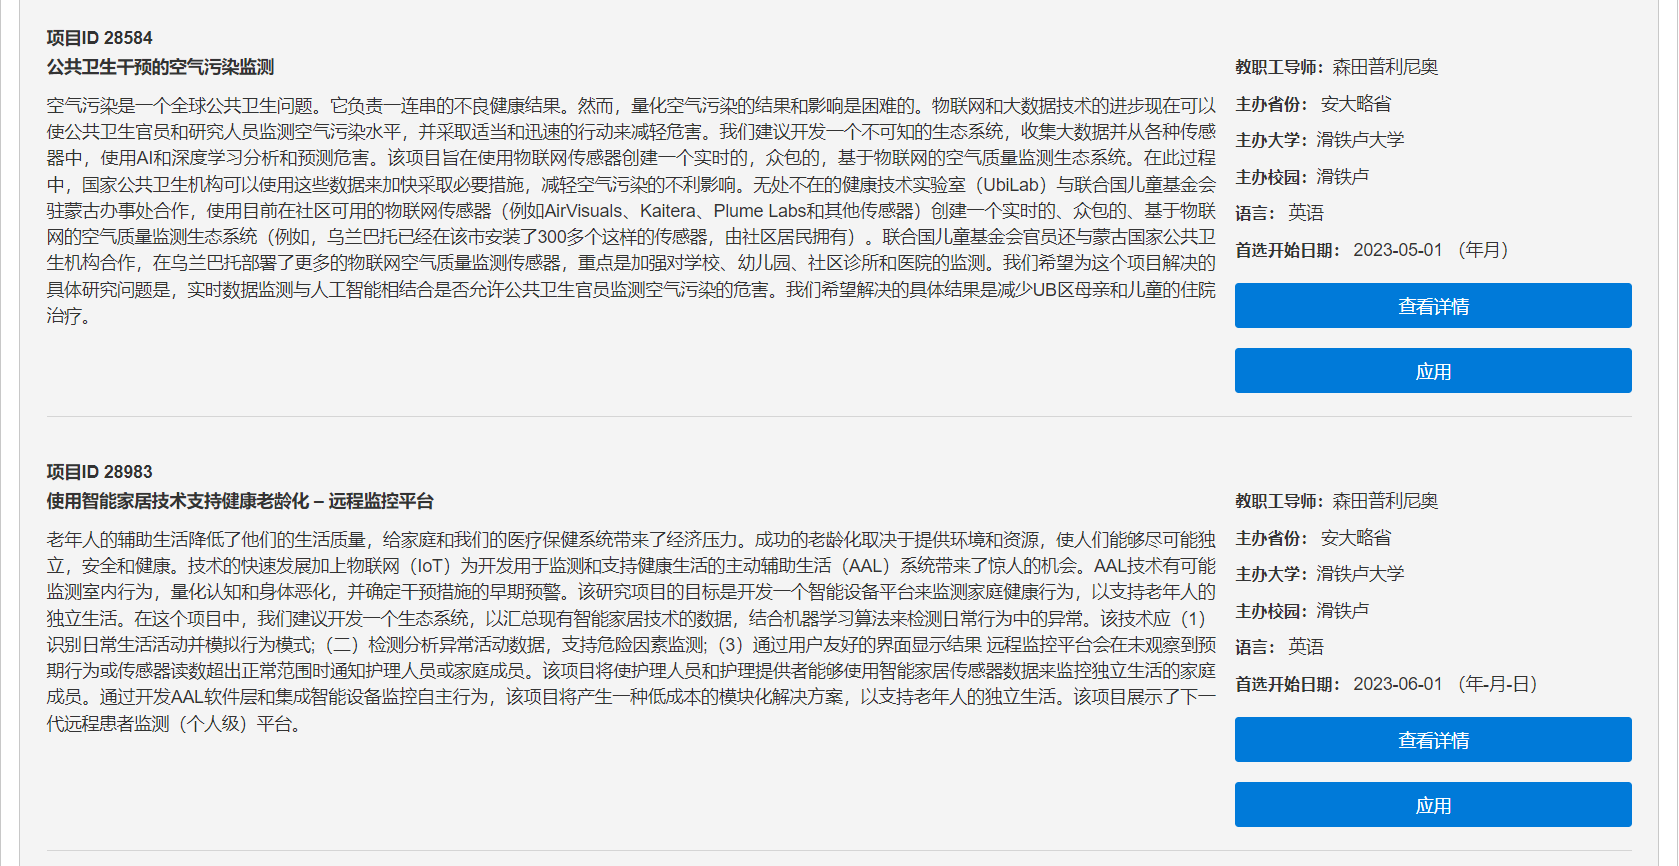 项目ID 28584
公共卫生干预的空气污染监测
空气污染是一个全球公共卫生问题。它负责一连串的不良健康结果。然而，量化空气污染的结果和影响是困难的。物联网和大数据技术的进步现在可以
使公共卫生官员和研究人员监测空气污染水平，并采取适当和迅速的行动来减轻危害。我们建议开发一个不可知的生态系统，收集大数据并从各种传感
器中，使用AI和深度学习分析和预测危害。该项目旨在使用物联网传感器创建一个实时的，众包的，基于物联网的空气质量监测生态系统。在此过程
中，国家公共卫生机构可以使用这些数据来加快采取必要措施，减轻空气污染的不利影响。无处不在的健康技术实验室（UbiLab）与联合国儿童基金会
驻蒙古办事处合作，使用目前在社区可用的物联网传感器（例如AirVisuals、Kaitera、Plume Labs和其他传感器）创建一个实时的、众包的、基于物联
网的空气质量监测生态系统（例如，乌兰巴托已经在该市安装了300多个这样的传感器，由社区居民拥有）。联合国儿童基金会官员还与蒙古国家公共卫
生机构合作，在乌兰巴托部署了更多的物联网空气质量监测传感器，重点是加强对学校、幼儿园、社区诊所和医院的监测。我们希望为这个项目解决的
具体研究问题是，实时数据监测与人工智能相结合是否允许公共卫生官员监测空气污染的危害。我们希望解决的具体结果是减少UB区母亲和儿童的住院
治疗。
教职工导师：森田普利尼奥
主办省份： 安大略省
主办大学：滑铁卢大学
主办校园：滑铁卢
语言： 英语
首选开始日期： 2023-05-01 （年月）
查看详情
应用
项目ID 28983
使用智能家居技术支持健康老龄化 – 远程监控平台
老年人的辅助生活降低了他们的生活质量，给家庭和我们的医疗保健系统带来了经济压力。成功的老龄化取决于提供环境和资源，使人们能够尽可能独
立，安全和健康。技术的快速发展加上物联网（IoT）为开发用于监测和支持健康生活的主动辅助生活（AAL）系统带来了惊人的机会。AAL技术有可能
监测室内行为，量化认知和身体恶化，并确定干预措施的早期预警。该研究项目的目标是开发一个智能设备平台来监测家庭健康行为，以支持老年人的
独立生活。在这个项目中，我们建议开发一个生态系统，以汇总现有智能家居技术的数据，结合机器学习算法来检测日常行为中的异常。该技术应（1）
识别日常生活活动并模拟行为模式;（二）检测分析异常活动数据，支持危险因素监测;（3）通过用户友好的界面显示结果 远程监控平台会在未观察到预
期行为或传感器读数超出正常范围时通知护理人员或家庭成员。该项目将使护理人员和护理提供者能够使用智能家居传感器数据来监控独立生活的家庭
成员。通过开发AAL软件层和集成智能设备监控自主行为，该项目将产生一种低成本的模块化解决方案，以支持老年人的独立生活。该项目展示了下一
代远程患者监测（个人级）平台。
教职工导师：森田普利尼奥
主办省份： 安大略省
主办大学：滑铁卢大学
主办校园：滑铁卢
语言： 英语
首选开始日期： 2023-06-01 （年-月-日）
查看详情
应用